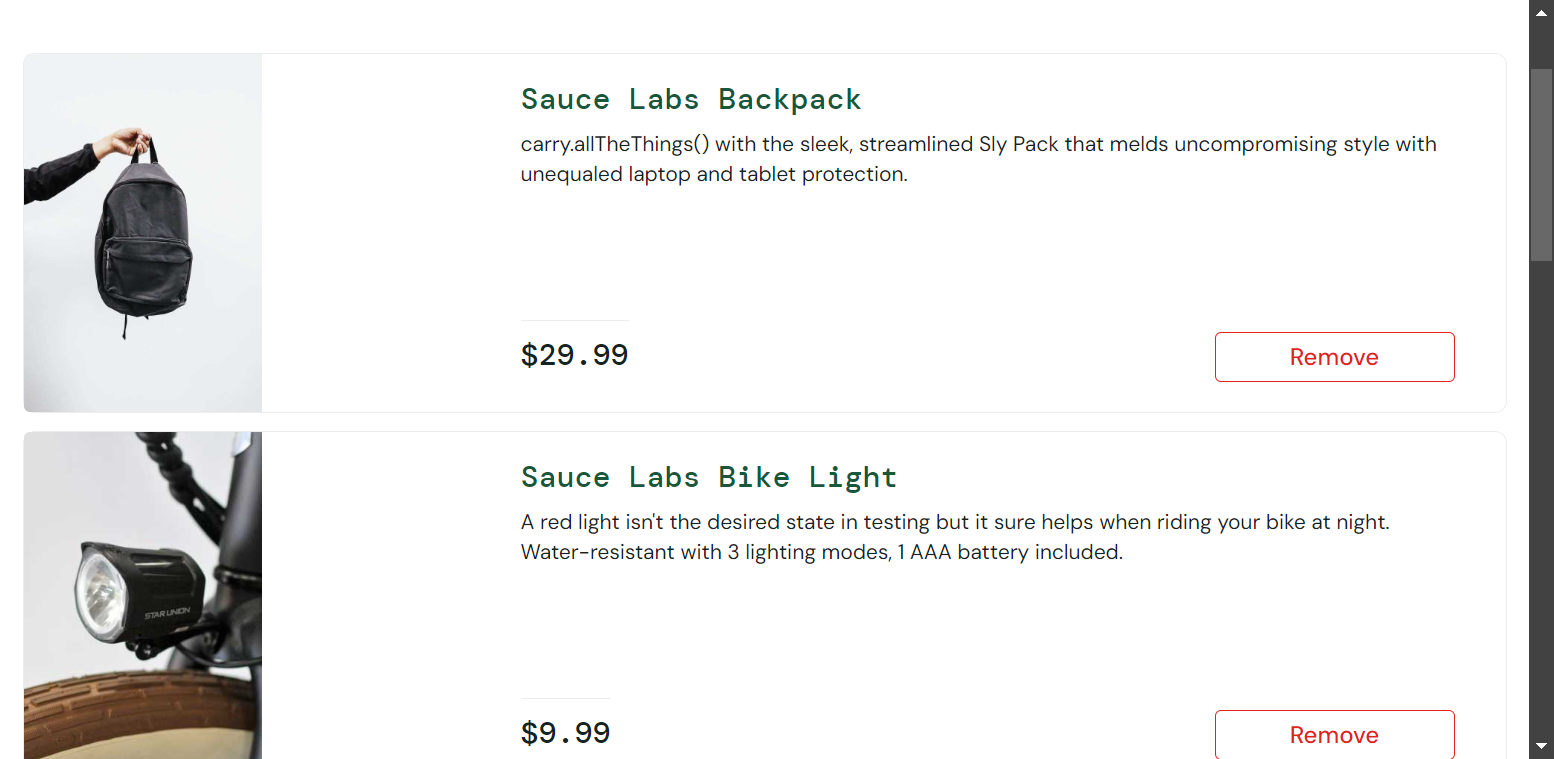 Sauce Labs Backpack
carry.allTheThings() with the sleek, streamlined Sly Pack that melds uncompromising style with
unequaled laptop and tablet protection.
$29.99
Remove
Sauce Labs Bike Light
A red light isn't the desired state in testing but it sure helps when riding your bike at night.
Water-resistant with 3 lighting modes, 1 AAA battery included.
STAR UNION
$9.99
Remove